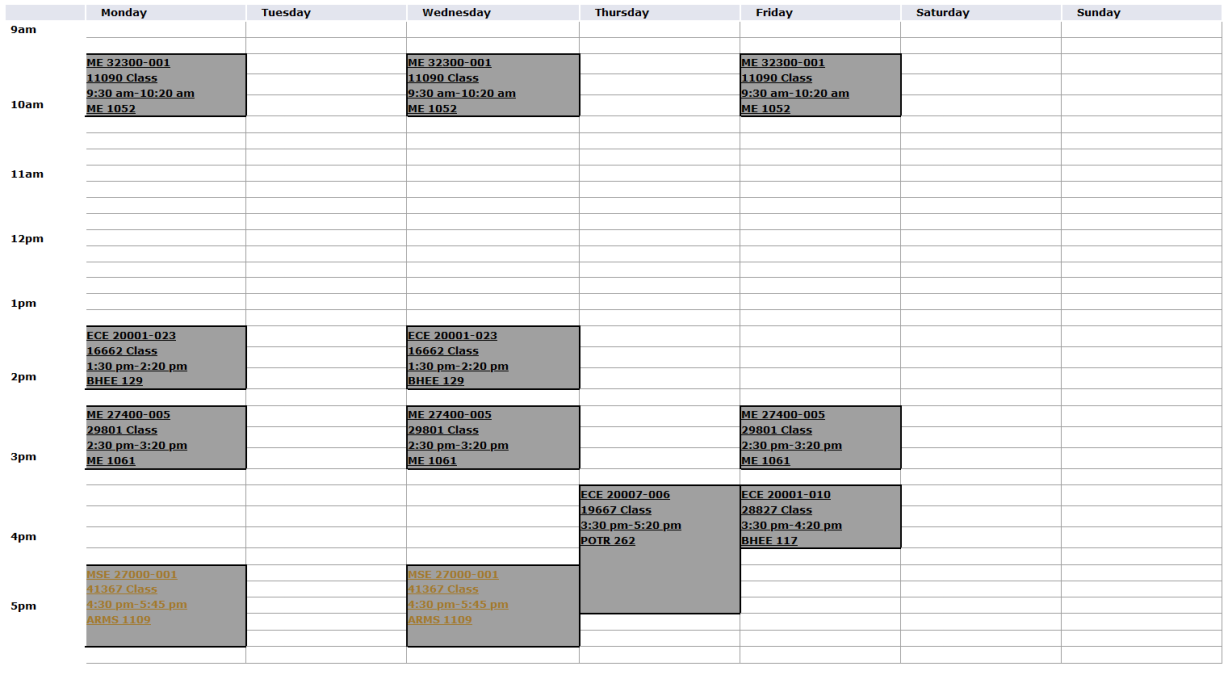 Monday Tuesday Wednesday Thursday Friday Saturday Sunday
9am
ME 32300-001
11090 Class
9:30 am-10:20 am
ME 1052
ME 32300-001
11090 Class
9:30 am-10:20 am
ME 1052
ME 32300-001
11090 Class
9:30 am-10:20 am
ME 1052
10am
11am
12pm
1pm
ECE 20001-023
16662 Class
1:30 pm-2:20 pm
BHEE 129
ECE 20001-023
16662 Class
1:30 pm-2:20 pm
BHEE 129
2pm
ME 27400-005
29801 Class
2:30 pm-3:20 pm
ME 1061
ME 27400-005
29801 Class
2:30 pm-3:20 pm
ME 1061
ME 27400-005
29801 Class
2:30 pm-3:20 pm
ME 1061
3pm
ECE 20007-006
19667 Class
3:30 pm-5:20 pm
POTR 262
ECE 20001-010
28827 Class
3:30 pm-4:20 pm
BHEE 117
4pm
MSE 27000-001
41367 Class
4:30 pm-5:45 pm
ARMS 1109
MSE 27000-001
41367 Class
4:30 pm-5:45 pm
ARMS 1109
5pm